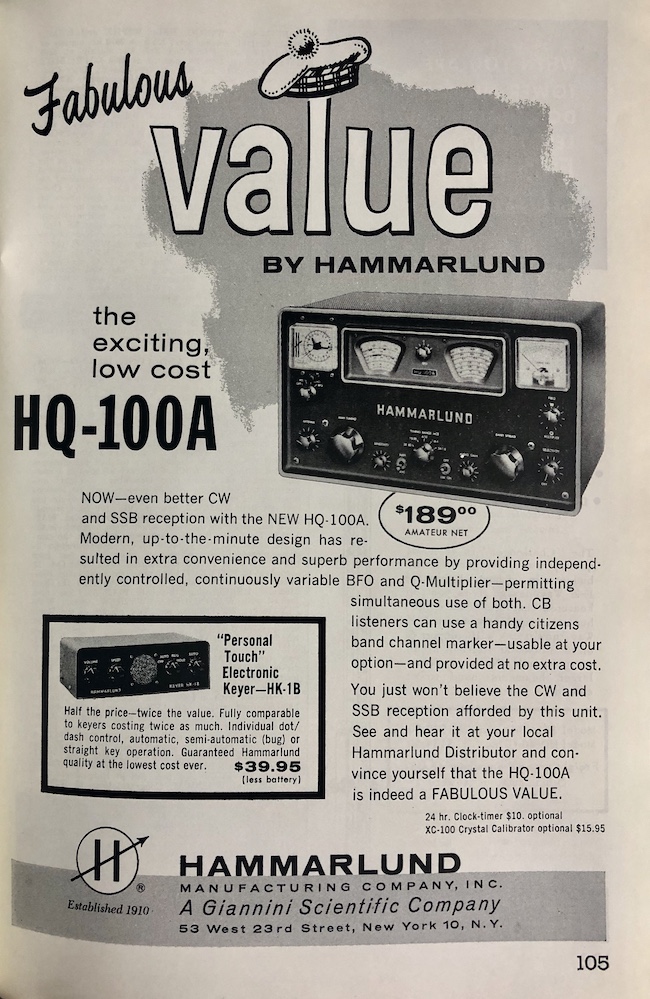 Fabulous
value
BY HAMMARLUND
the
exciting,
low cost
HQ-100A
HAMMARLUND
NOW—even better CW
and SSB reception with the NEW HQ-100A.
Modern, up-to-the-minute design has re-
sulted in extra convenience and superb performance by providing independ-
ently controlled, continuously variable BFO and Q-Multiplier—permitting
simultaneous use of both. CB
listeners can use a handy citizens
band channel marker—usable at your
option—and provided at no extra cost.
$189⁰⁰
AMATEUR NET
You just won't believe the CW and
SSB reception afforded by this unit.
See and hear it at your local
Hammarlund Distributor and con-
vince yourself that the HQ-100A
is indeed a FABULOUS VALUE.
24 hr. Clock-timer $10. optional
XC-100 Crystal Calibrator optional $15.95
"Personal
Touch"
Electronic
Keyer—HK-1B
HAMMARLUND
KEYER HK-1B
Half the price—twice the value. Fully comparable
to keyers costing twice as much. Individual dot/
dash control, automatic, semi-automatic (bug) or
straight key operation. Guaranteed Hammarlund
quality at the lowest cost ever.
$39.95
(less battery)
H
®
Established 1910
HAMMARLUND
MANUFACTURING COMPANY, INC.
A Giannini Scientific Company
53 West 23rd Street, New York 10, N.Y.
105